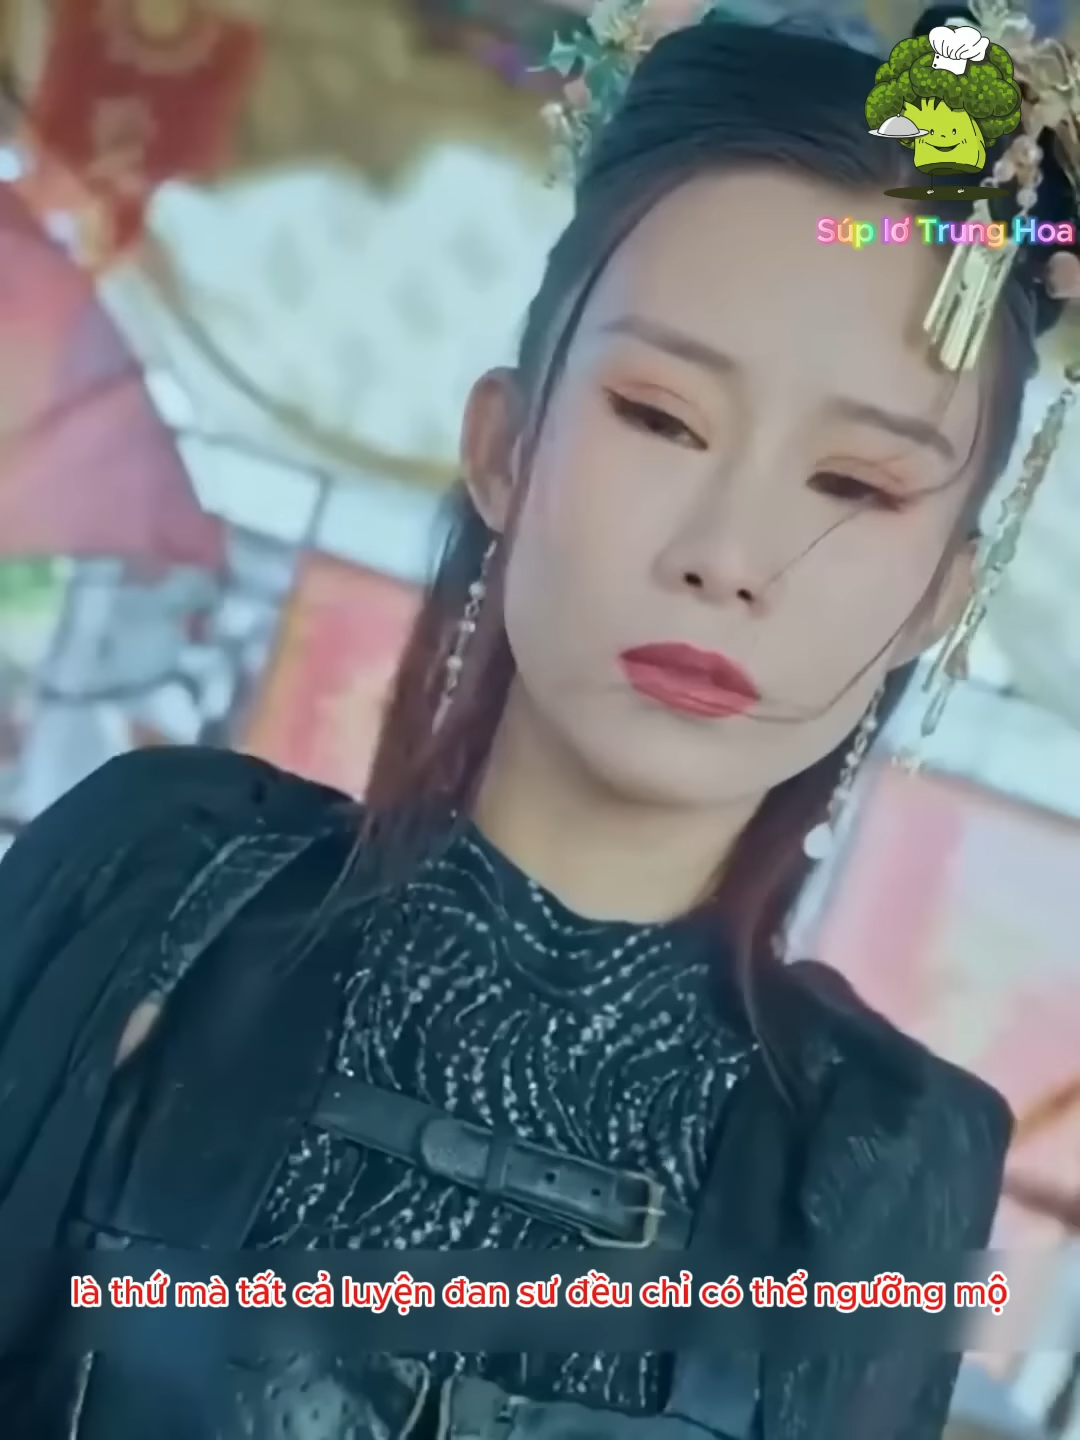 Súp lơ Trung Hoa
là thứ mà tất cả luyện đan sư đều chỉ có thể ngưỡng mộ